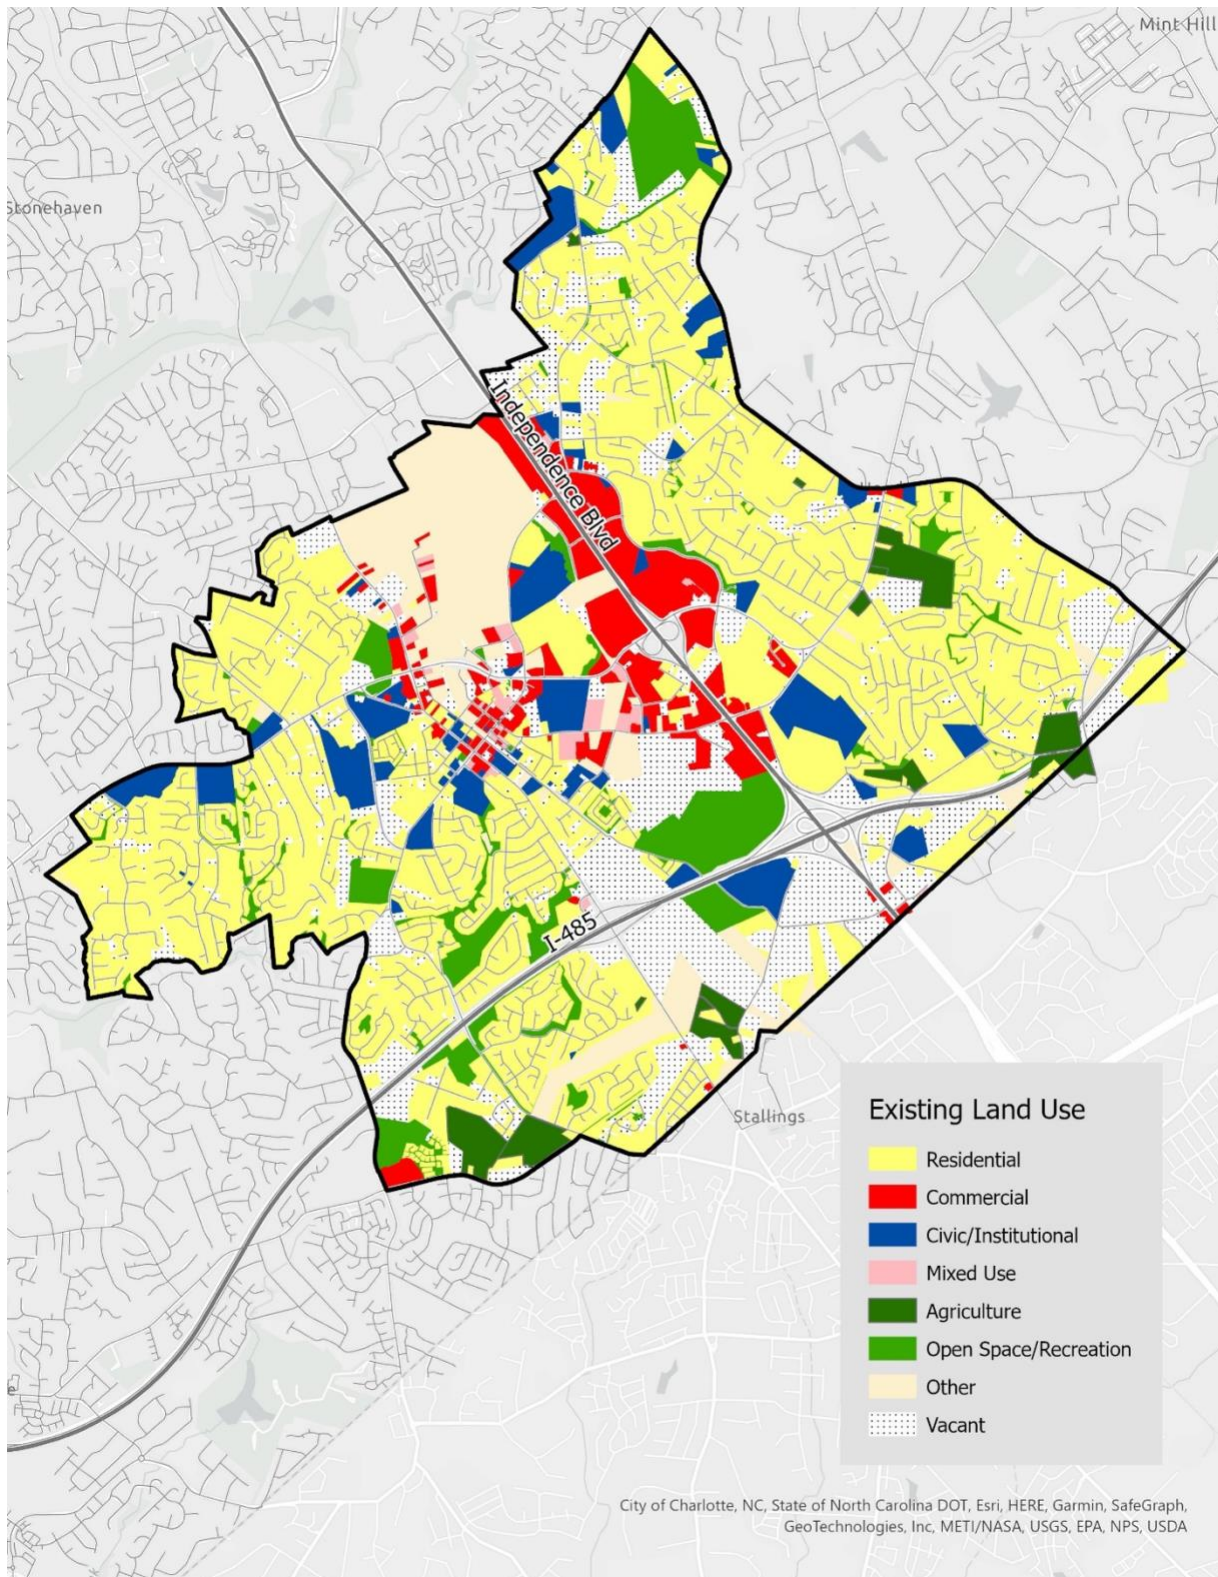 Mint Hill
Stonehaven
Independence Blvd
I-485
Stallings
Existing Land Use
Residential
Commercial
Civic/Institutional
Mixed Use
Agriculture
Open Space/Recreation
Other
Vacant
City of Charlotte, NC, State of North Carolina DOT, Esri, HERE, Garmin, SafeGraph,
GeoTechnologies, Inc, METI/NASA, USGS, EPA, NPS, USDA